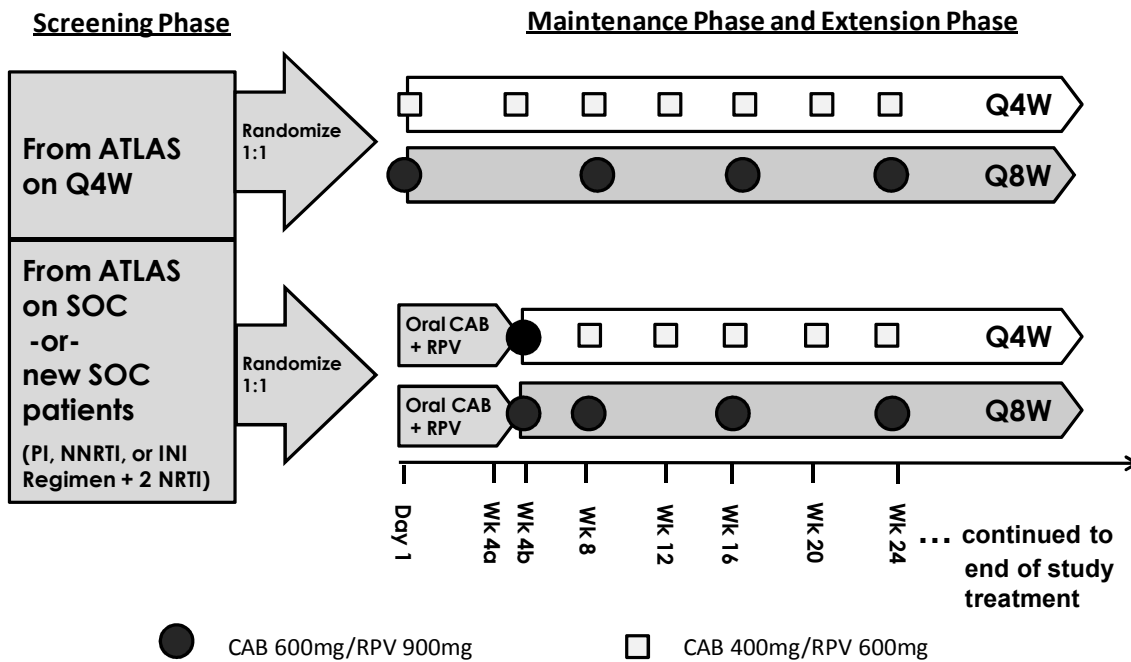 Screening Phase
Maintenance Phase and Extension Phase
From ATLAS
on Q4W
Randomize
1:1
Q4W
Q8W
From ATLAS
on SOC
-or-
new SOC
patients
(PI, NNRTI, or INI
Regimen + 2 NRTI)
Randomize
1:1
Oral CAB
+ RPV
Q4W
Oral CAB
+ RPV
Q8W
Day 1
Wk 4a
Wk 4b
Wk 8
Wk 12
Wk 16
Wk 20
Wk 24
... continued to
end of study
treatment
CAB 600mg/RPV 900mg
CAB 400mg/RPV 600mg